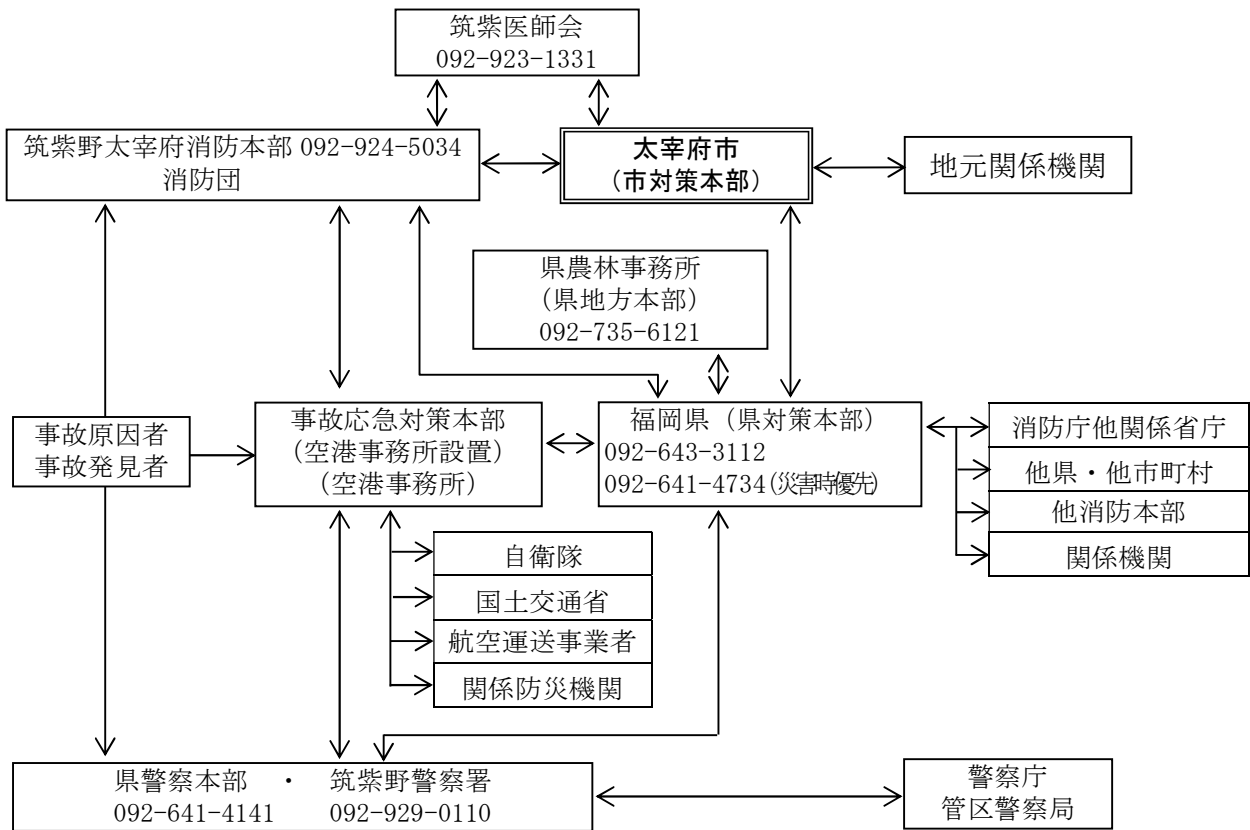 筑紫医師会
092-923-1331
筑紫野太宰府消防本部 092-924-5034
消防団
太宰府市
(市対策本部)
地元関係機関
県農林事務所
(県地方本部)
092-735-6121
事故原因者
事故発見者
事故応急対策本部
(空港事務所設置)
(空港事務所)
福岡県（県対策本部）
092-643-3112
092-641-4734(災害時優先)
消防庁他関係省庁
他県・他市町村
他消防本部
関係機関
自衛隊
国土交通省
航空運送事業者
関係防災機関
県警察本部 ・ 筑紫野警察署
092-641-4141 092-929-0110
警察庁
管区警察局